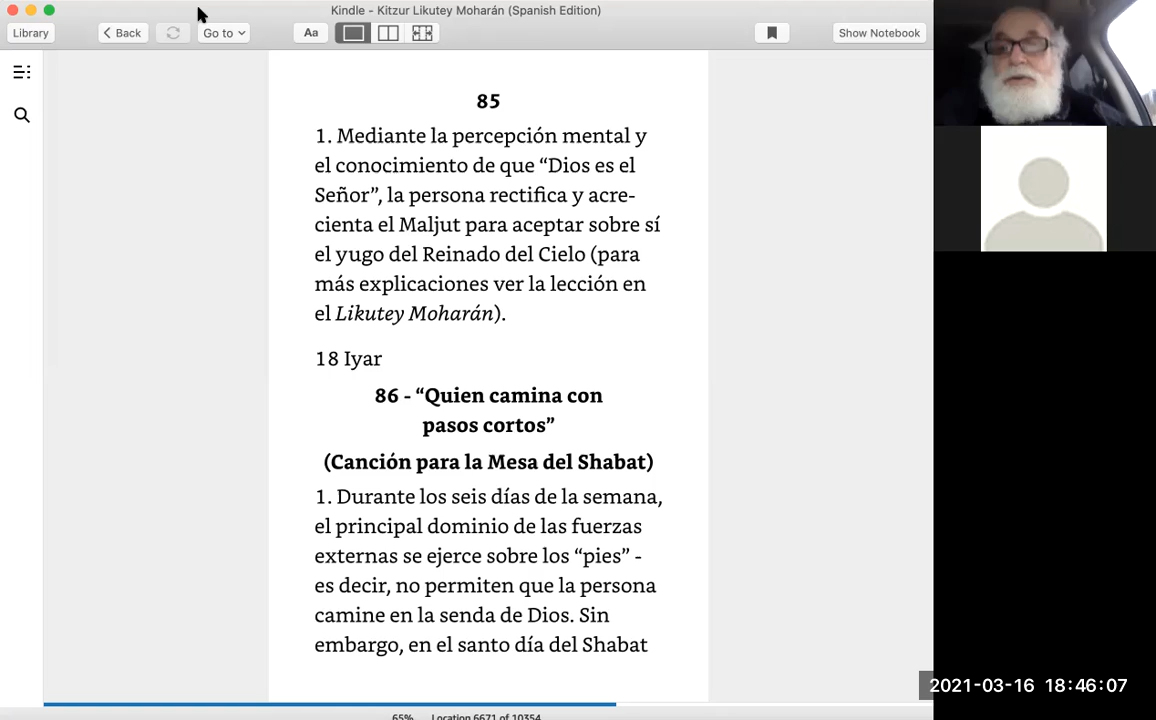 Kindle - Kitzur Likutey Moharán (Spanish Edition)
Library
Back
Go to
Aa
Show Notebook
85
1. Mediante la percepción mental y
el conocimiento de que “Dios es el
Señor”, la persona rectifica y acre-
cienta el Maljut para aceptar sobre sí
el yugo del Reinado del Cielo (para
más explicaciones ver la lección en
el Likutey Moharán).
18 Iyar
86 - “Quien camina con
pasos cortos”
(Canción para la Mesa del Shabat)
1. Durante los seis días de la semana,
el principal dominio de las fuerzas
externas se ejerce sobre los “pies” -
es decir, no permiten que la persona
camine en la senda de Dios. Sin
embargo, en el santo día del Shabat
65% Location 6671 of 10354
2021-03-16 18:46:07